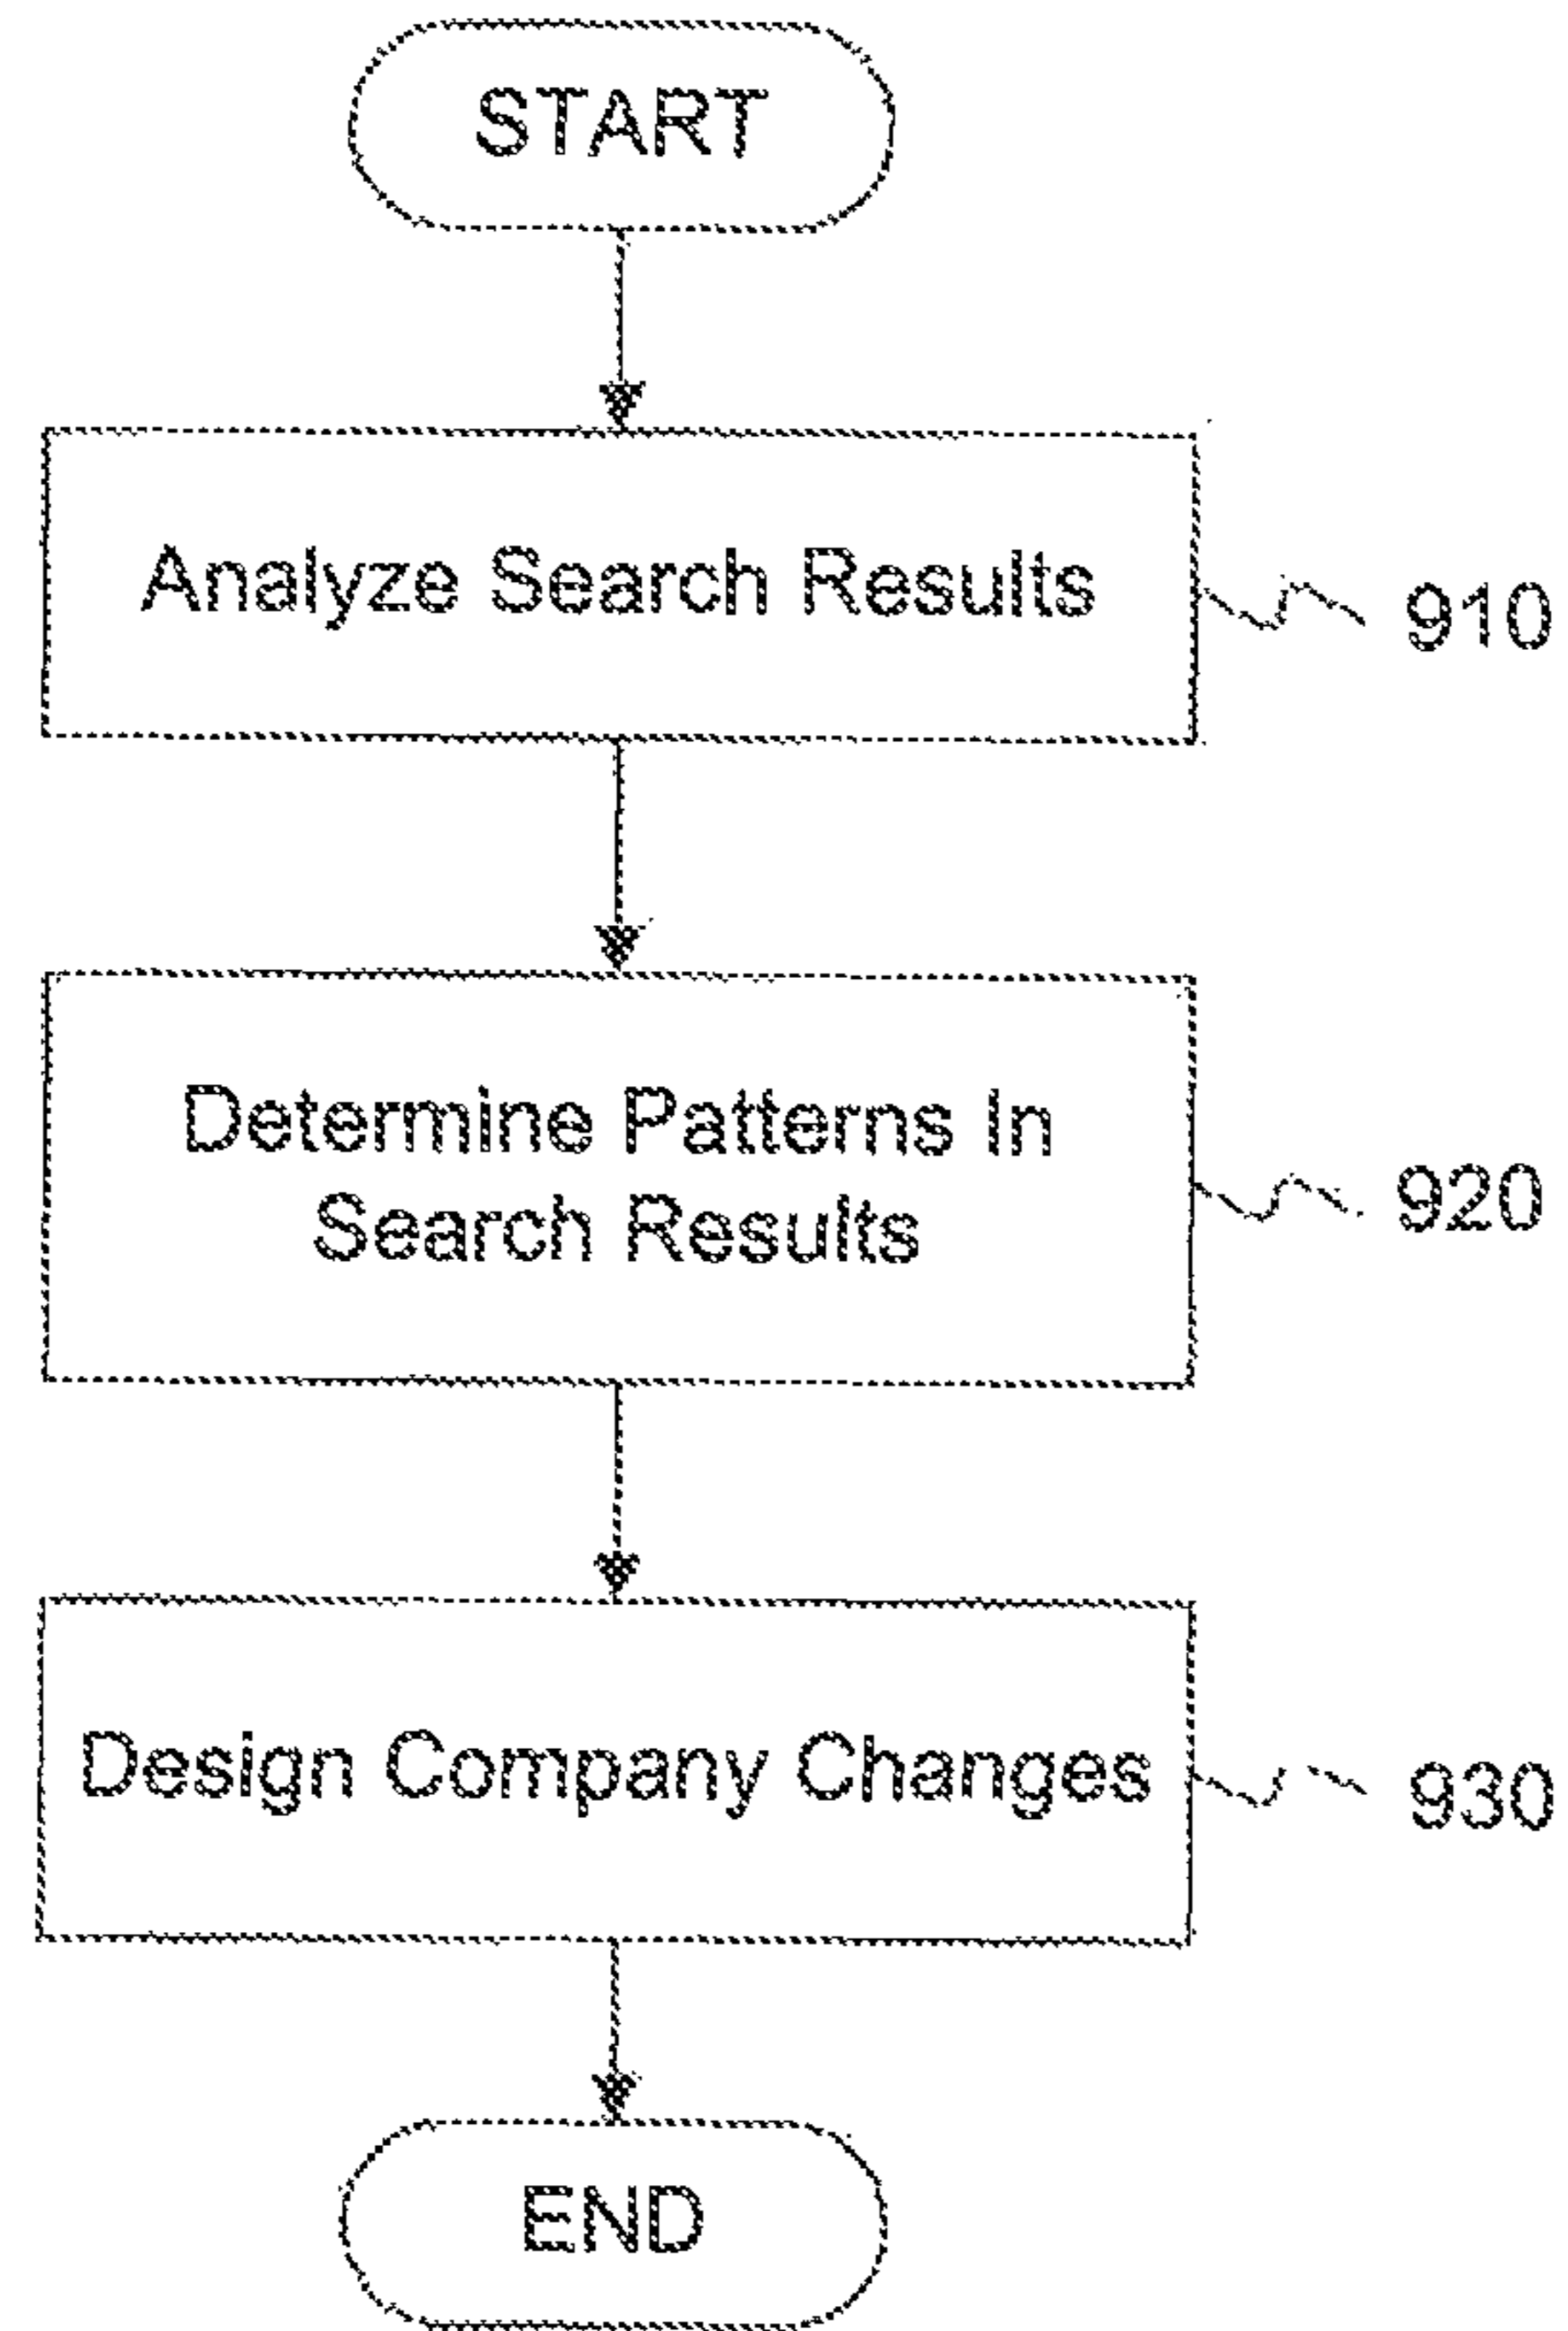 START
Analyze Search Results
910
Determine Patterns In
Search Results
920
Design Company Changes
930
END